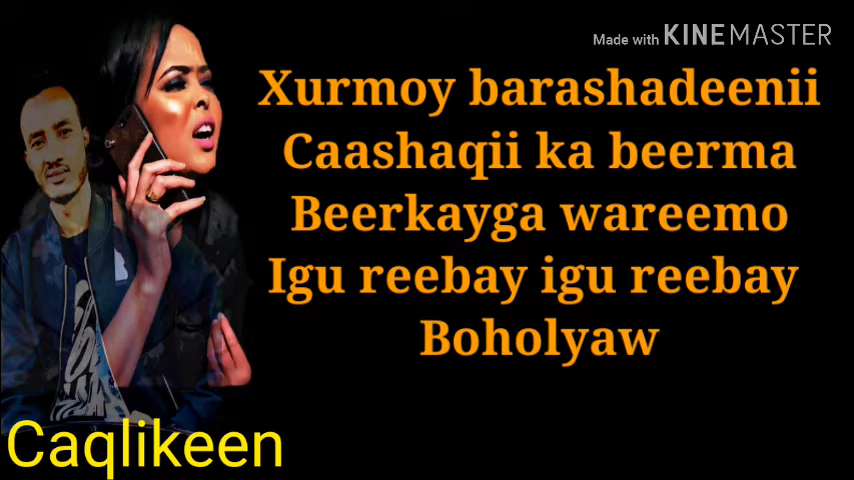 Made with KINEMASTER
Xurmoy barashadeenii
Caashaqii ka beerma
Beerkayga wareemo
Igu reebay igu reebay
Boholyaw
Caqlikeen